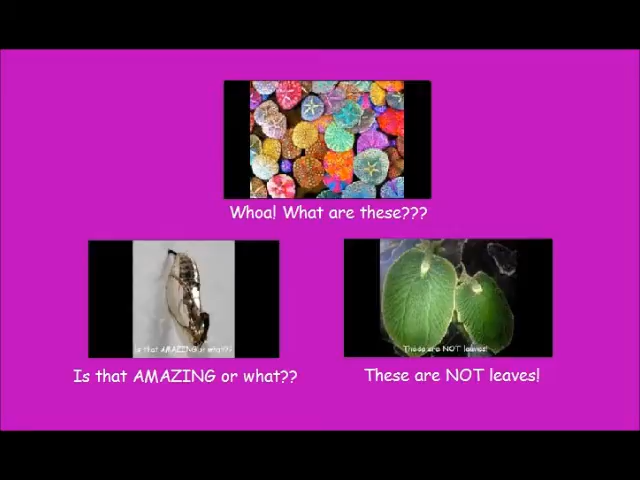 Whoa! What are these???
Is that AMAZING or what??
These are NOT leaves!
Is that AMAZING or what??
These are NOT leaves!